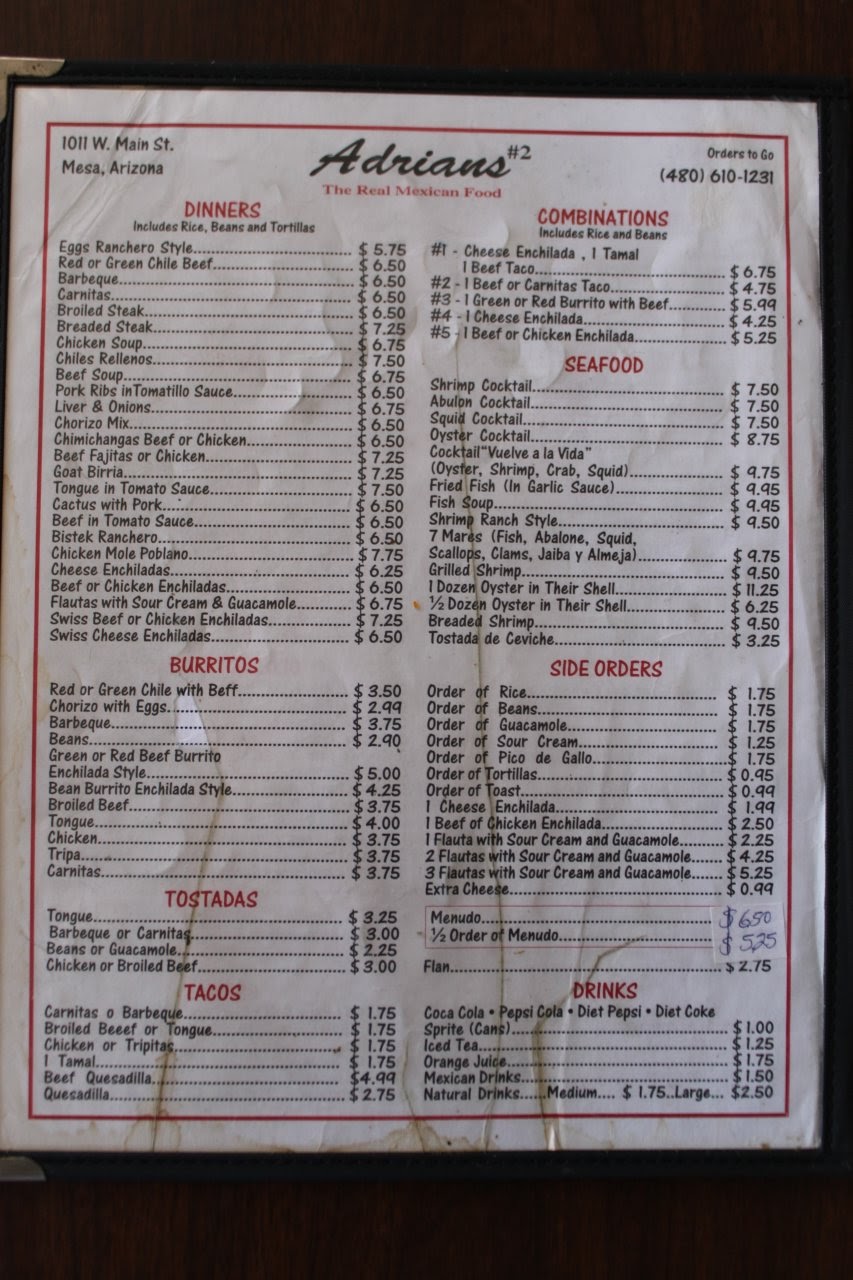 1011 W. Main St.
Mesa, Arizona
Adrians #2
The Real Mexican Food
Orders to Go
(480) 610-1231
DINNERS
Includes Rice, Beans and Tortillas
Eggs Ranchero Style........ $ 5.75
Red or Green Chile Beef........ $ 6.50
Barbeque........ $ 6.50
Carnitas........ $ 6.50
Broiled Steak........ $ 6.50
Breaded Steak........ $ 7.25
Chicken Soup........ $ 6.75
Chiles Rellenos........ $ 7.50
Beef Soup........ $ 6.75
Pork Ribs inTomatillo Sauce........ $ 6.50
Liver & Onions........ $ 6.75
Chorizo Mix........ $ 6.50
Chimichangas Beef or Chicken........ $ 6.50
Beef Fajitas or Chicken........ $ 7.25
Goat Birria........ $ 7.25
Tongue in Tomato Sauce........ $ 7.50
Cactus with Pork........ $ 6.50
Beef in Tomato Sauce........ $ 6.50
Bistek Ranchero........ $ 6.50
Chicken Mole Poblano........ $ 7.75
Cheese Enchiladas........ $ 6.25
Beef or Chicken Enchiladas........ $ 6.50
Flautas with Sour Cream & Guacamole........ $ 6.75
Swiss Beef or Chicken Enchiladas........ $ 7.25
Swiss Cheese Enchiladas........ $ 6.50
BURRITOS
Red or Green Chile with Beff........ $ 3.50
Chorizo with Eggs........ $ 2.99
Barbeque........ $ 3.75
Beans........ $ 2.90
Green or Red Beef Burrito
Enchilada Style........ $ 5.00
Bean Burrito Enchilada Style........ $ 4.25
Broiled Beef........ $ 3.75
Tongue........ $ 4.00
Chicken........ $ 3.75
Tripa........ $ 3.75
Carnitas........ $ 3.75
TOSTADAS
Tongue........ $ 3.25
Barbeque or Carnitas........ $ 3.00
Beans or Guacamole........ $ 2.25
Chicken or Broiled Beef........ $ 3.00
TACOS
Carnitas o Barbeque........ $ 1.75
Broiled Beeef or Tongue........ $ 1.75
Chicken or Tripitas........ $ 1.75
1 Tamal........ $ 1.75
Beef Quesadilla........ $4.99
Quesadilla........ $ 2.75
COMBINATIONS
Includes Rice and Beans
#1 - Cheese Enchilada , 1 Tamal
1 Beef Taco........ $ 6.75
#2 - 1 Beef or Carnitas Taco........ $ 4.75
#3 - 1 Green or Red Burrito with Beef........ $ 5.99
#4 - 1 Cheese Enchilada........ $ 4.25
#5 - 1 Beef or Chicken Enchilada........ $ 5.25
SEAFOOD
Shrimp Cocktail........ $ 7.50
Abulon Cocktail........ $ 7.50
Squid Cocktail........ $ 7.50
Oyster Cocktail........ $ 8.75
Cocktail "Vuelve a la Vida"
(Oyster, Shrimp, Crab, Squid)........ $ 9.75
Fried Fish (In Garlic Sauce)........ $ 9.95
Fish Soup........ $ 9.95
Shrimp Ranch Style........ $ 9.50
7 Mares (Fish, Abalone, Squid,
Scallops, Clams, Jaiba y Almeja)........ $ 9.75
Grilled Shrimp........ $ 9.50
1 Dozen Oyster in Their Shell........ $ 11.25
½ Dozen Oyster in Their Shell........ $ 6.25
Breaded Shrimp........ $ 9.50
Tostada de Ceviche........ $ 3.25
SIDE ORDERS
Order of Rice........ $ 1.75
Order of Beans........ $ 1.75
Order of Guacamole........ $ 1.75
Order of Sour Cream........ $ 1.25
Order of Pico de Gallo........ $ 1.75
Order of Tortillas........ $ 0.95
Order of Toast........ $ 0.99
1 Cheese Enchilada........ $ 1.99
1 Beef of Chicken Enchilada........ $ 2.50
1 Flauta with Sour Cream and Guacamole........ $ 2.25
2 Flautas with Sour Cream and Guacamole....... $ 4.25
3 Flautas with Sour Cream and Guacamole....... $ 5.25
Extra Cheese........ $ 0.99
Menudo........ $ 6.50
½ Order of Menudo........ $ 5.25
Flan........ $ 2.75
DRINKS
Coca Cola • Pepsi Cola • Diet Pepsi • Diet Coke
Sprite (Cans)........ $ 1.00
Iced Tea........ $ 1.25
Orange Juice........ $ 1.75
Mexican Drinks........ $ 1.50
Natural Drinks......Medium.... $ 1.75..Large... $2.50